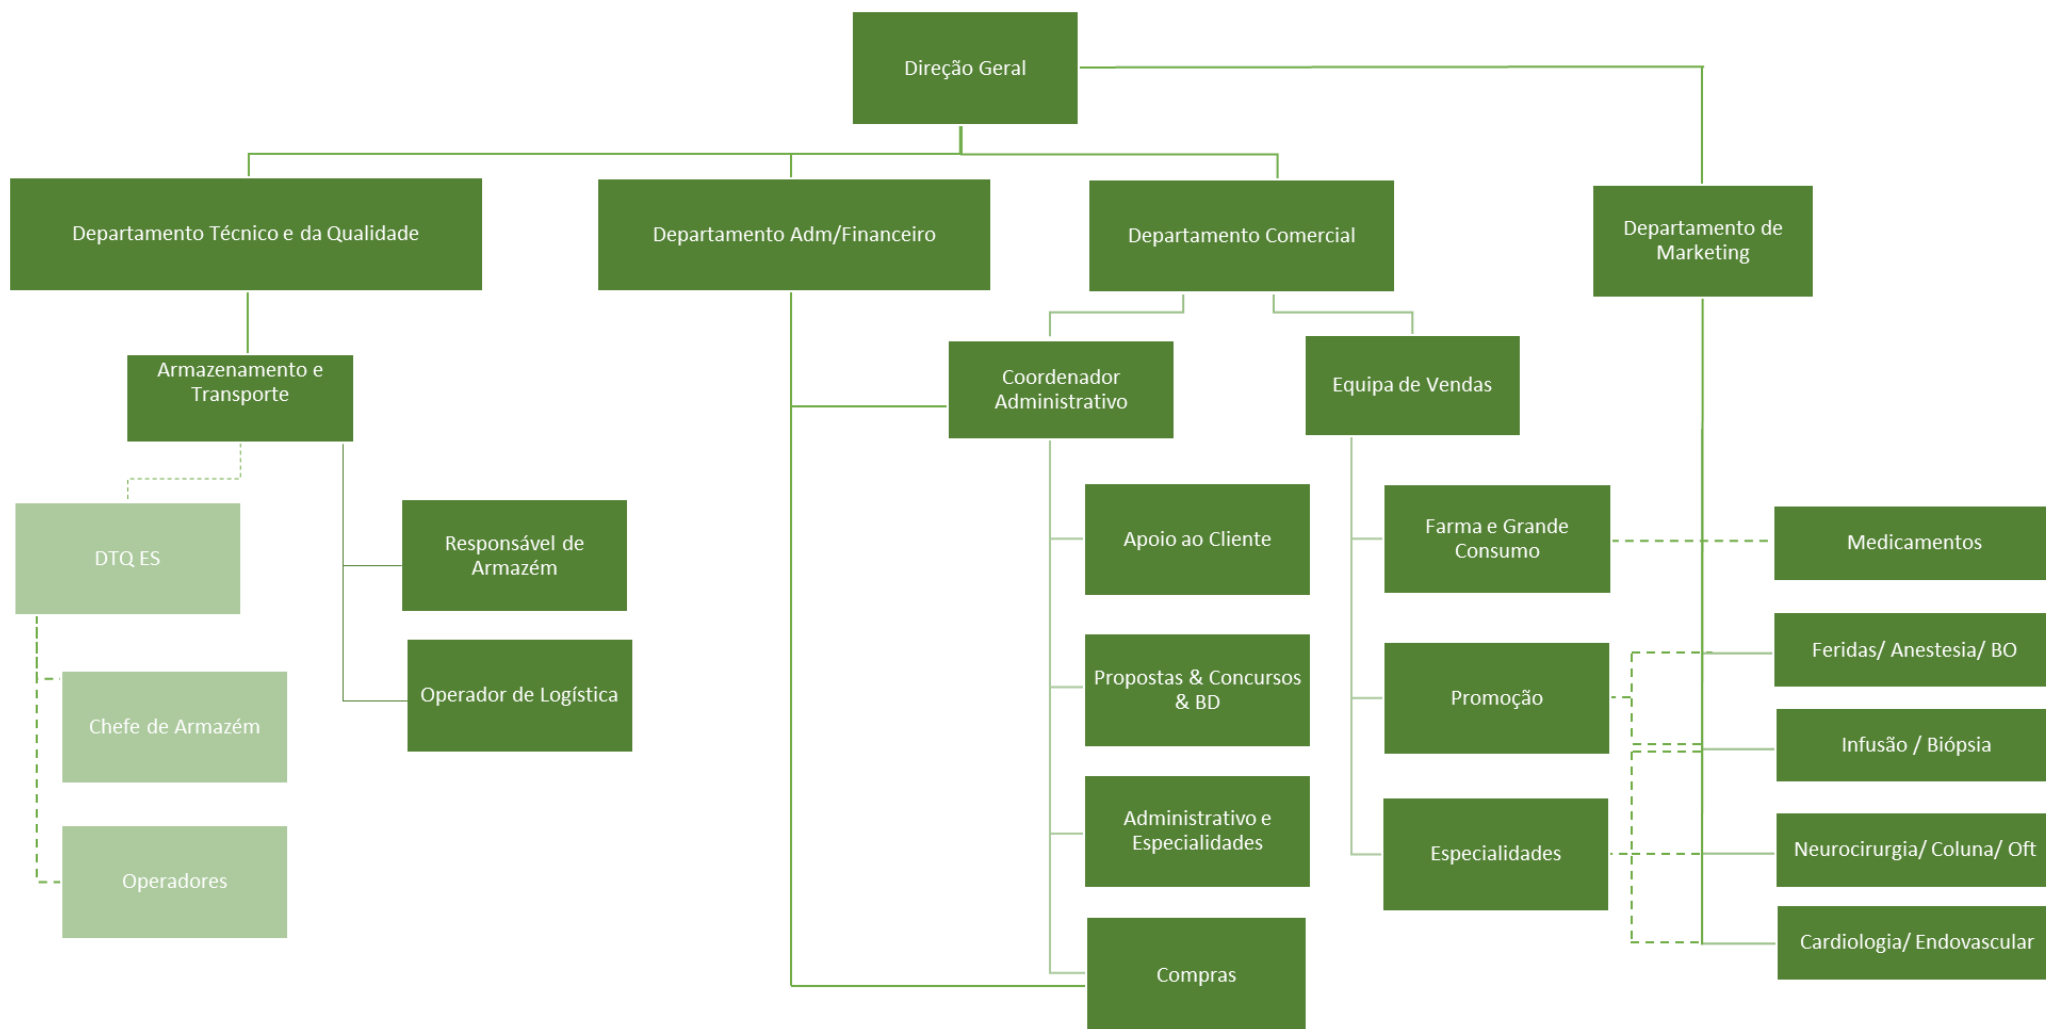 Direção Geral
Departamento Técnico e da Qualidade
Departamento Adm/Financeiro
Departamento Comercial
Departamento de
Marketing
Armazenamento e
Transporte
Coordenador
Administrativo
Equipa de Vendas
DTQ ES
Responsável de
Armazém
Apoio ao Cliente
Farma e Grande
Consumo
Medicamentos
Chefe de Armazém
Operador de Logística
Propostas & Concursos
& BD
Promoção
Feridas/ Anestesia/ BO
Infusão / Biópsia
Operadores
Administrativo e
Especialidades
Especialidades
Neurocirurgia/ Coluna/ Oft
Cardiologia/ Endovascular
Compras